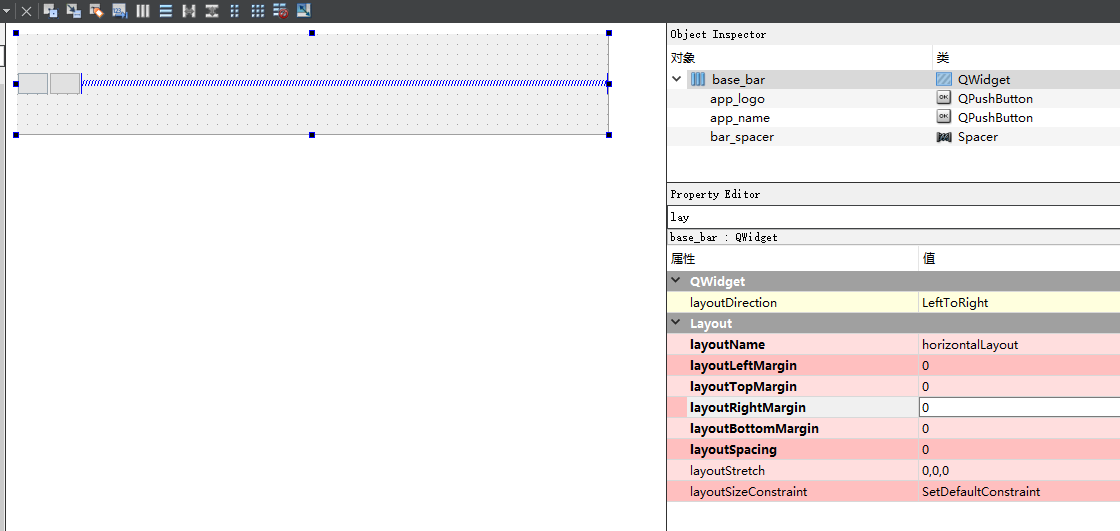 Object Inspector
对象 类
base_bar QWidget
app_logo QPushButton
app_name QPushButton
bar_spacer Spacer
Property Editor
lay
base_bar : QWidget
属性 值
QWidget
layoutDirection LeftToRight
Layout
layoutName horizontalLayout
layoutLeftMargin 0
layoutTopMargin 0
layoutRightMargin 0
layoutBottomMargin 0
layoutSpacing 0
layoutStretch 0,0,0
layoutSizeConstraint SetDefaultConstraint